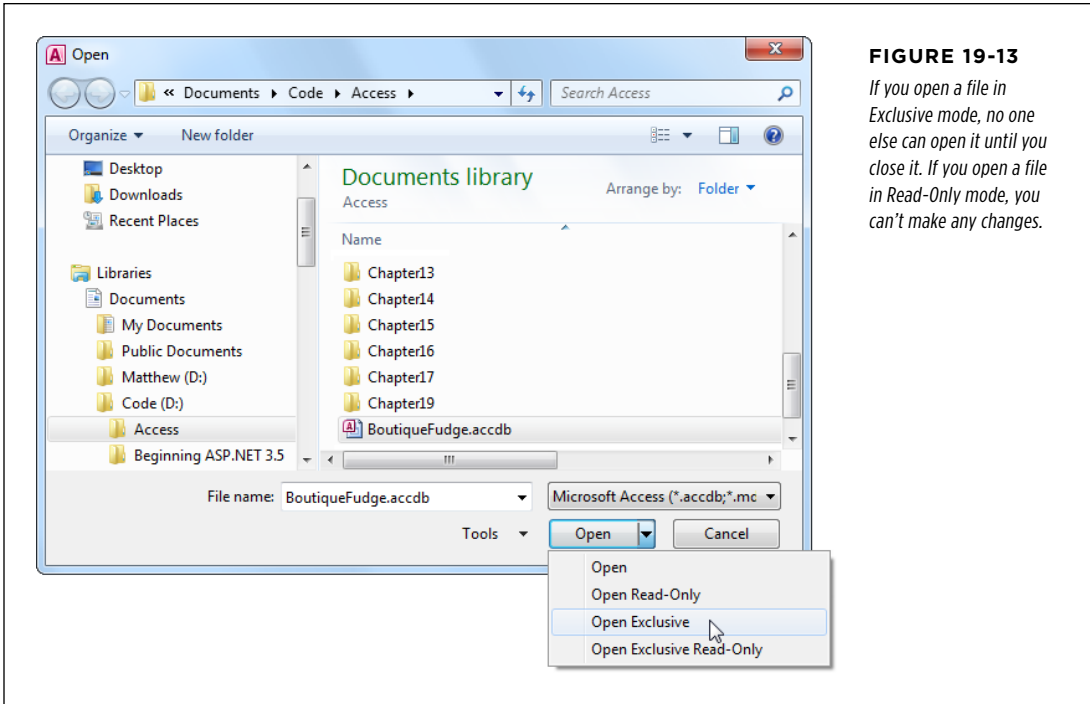 Open
« Documents Code Access
Search Access
Organize New folder
Desktop
Downloads
Recent Places
Libraries
Documents
My Documents
Public Documents
Matthew (D:)
Code (D:)
Access
Beginning ASP.NET 3.5
Documents library
Access
Arrange by: Folder
Name
Chapter13
Chapter14
Chapter15
Chapter16
Chapter17
Chapter19
BoutiqueFudge.accdb
File name: BoutiqueFudge.accdb
Microsoft Access (*.accdb;*.mc
Tools Open Cancel
Open
Open Read-Only
Open Exclusive
Open Exclusive Read-Only
FIGURE 19-13
If you open a file in
Exclusive mode, no one
else can open it until you
close it. If you open a file
in Read-Only mode, you
can't make any changes.